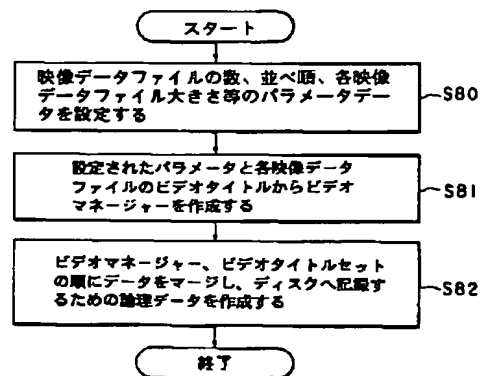 スタート
映像データファイルの数、並べ順、各映像
データファイル大きさ等のパラメータデー
タを設定する
S80
設定されたパラメータと各映像データ
ファイルのビデオタイトルからビデオ
マネージャーを作成する
S81
ビデオマネージャー、ビデオタイトルセット
の順にデータをマージし、ディスクへ記録す
るための論理データを作成する
S82
終了